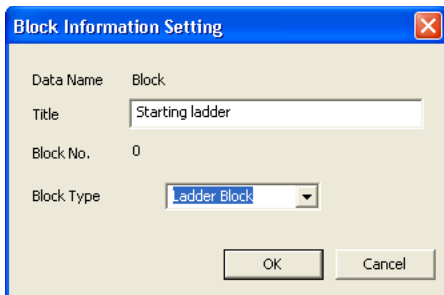 Block Information Setting
Data Name Block
Title Starting ladder
Block No. 0
Block Type Ladder Block
OK Cancel